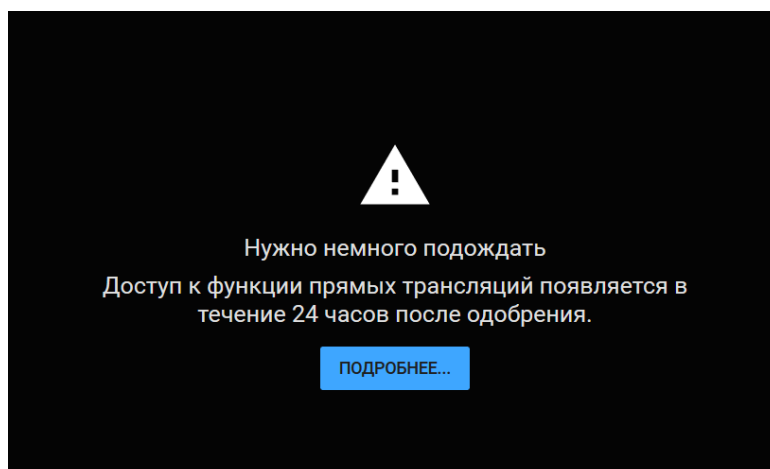 Нужно немного подождать
Доступ к функции прямых трансляций появляется в
течение 24 часов после одобрения.
ПОДРОБНЕЕ...